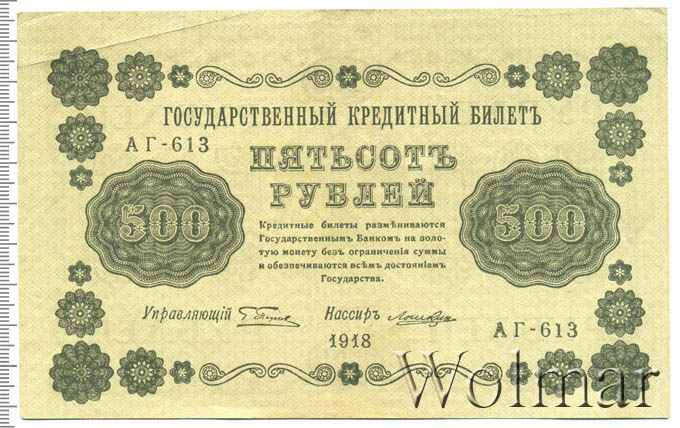 ГОСУДАРСТВЕННЫЙ КРЕДИТНЫЙ БИЛЕТЪ
АГ-613
ПЯТЬСОТЪ
РУБЛЕЙ
500
500
Кредитные билеты размѣниваются
Государственнымъ Банкомъ на золо-
тую монету безъ ограниченія суммы
и обезпечиваются всѣмъ достояніемъ
Государства.
Управляющій
Кассиръ
1918
АГ-613
Wolmar